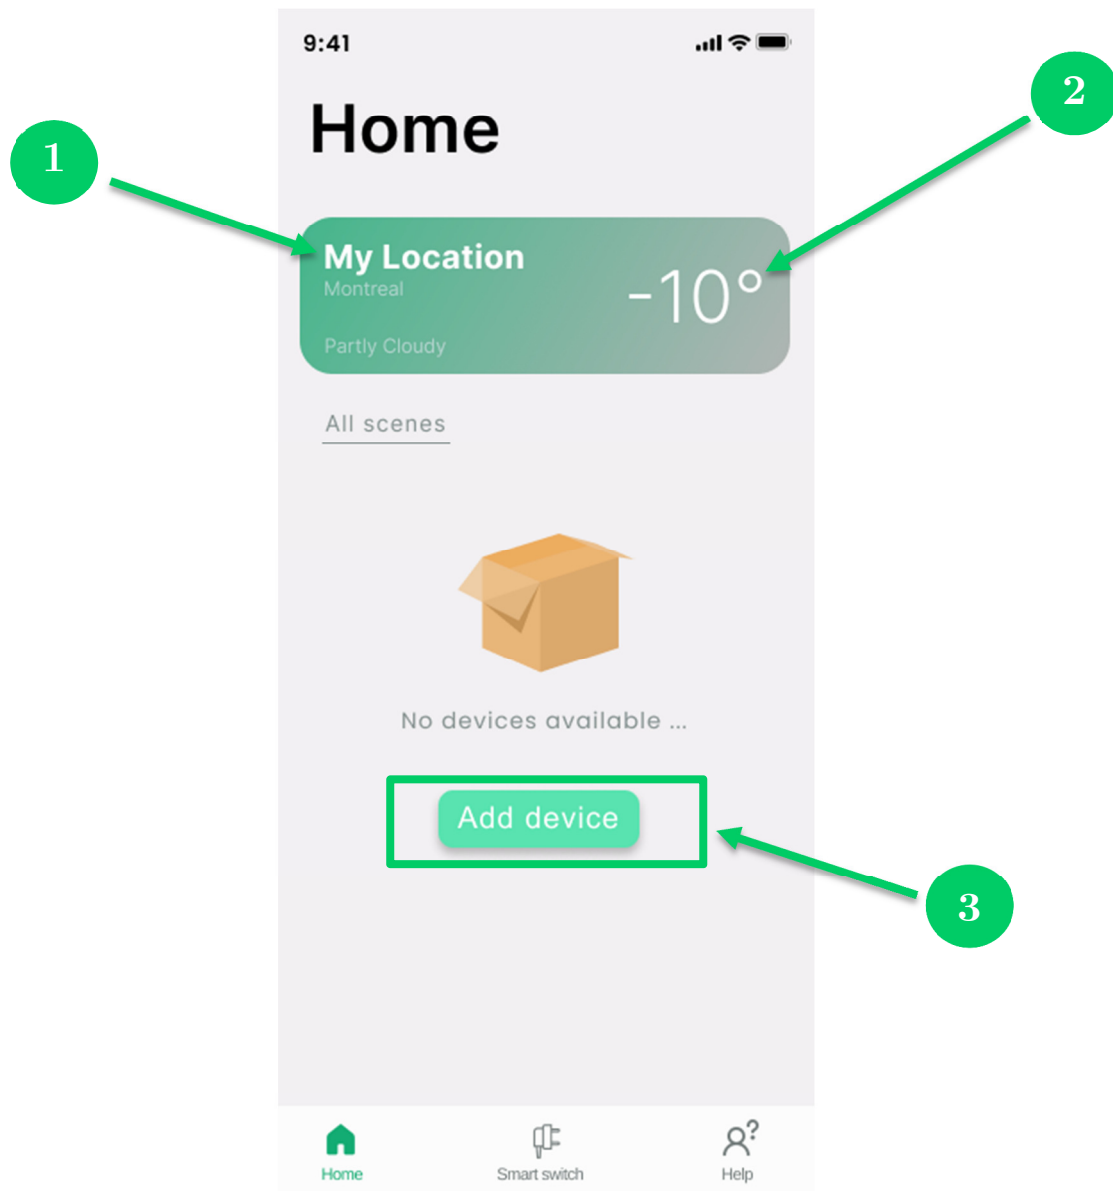 9:41
Home
1
2
My Location
Montreal
-10°
Partly Cloudy
All scenes
No devices available ...
Add device
3
Home
Smart switch
Help